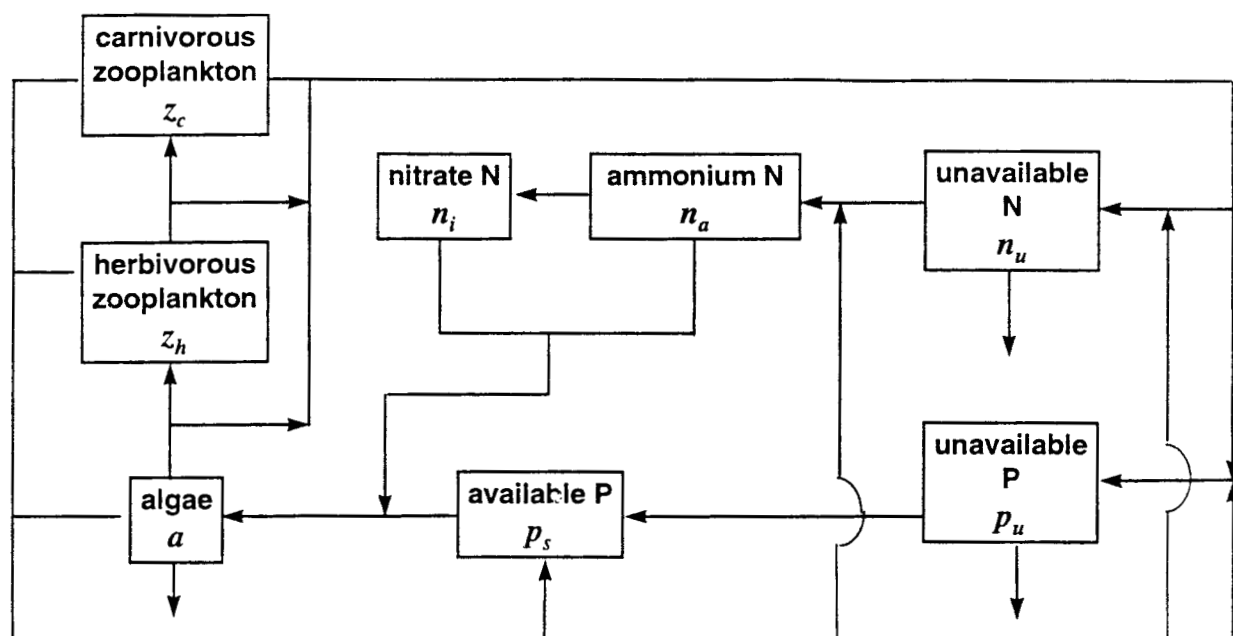 carnivorous
zooplankton
z_c
nitrate N
n_i
ammonium N
n_a
unavailable
N
n_u
herbivorous
zooplankton
z_h
algae
a
available P
p_s
unavailable
P
p_u